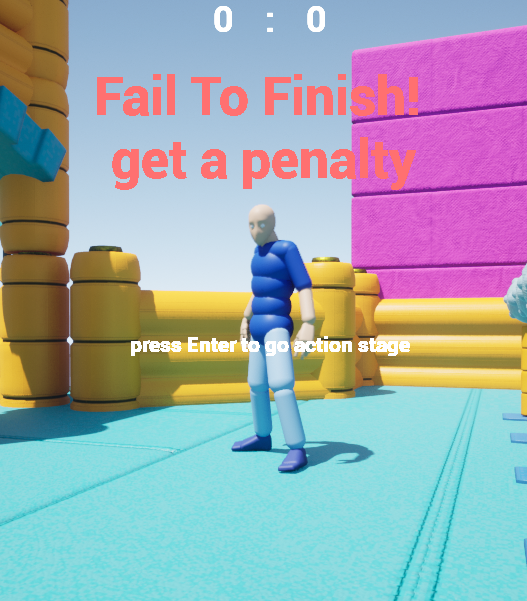 0 : 0
Fail To Finish!
get a penalty
press Enter to go action stage